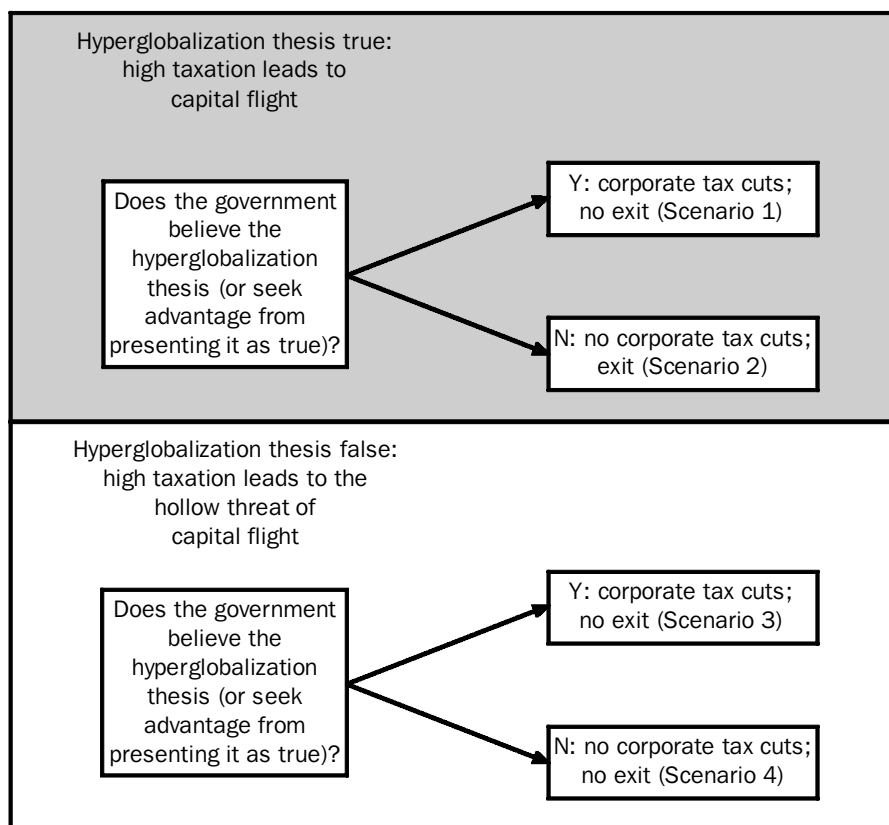 Hyperglobalization thesis true:
high taxation leads to
capital flight
Does the government
believe the
hyperglobalization
thesis (or seek
advantage from
presenting it as true)?
Y: corporate tax cuts;
no exit (Scenario 1)
N: no corporate tax cuts;
exit (Scenario 2)
Hyperglobalization thesis false:
high taxation leads to the
hollow threat of
capital flight
Does the government
believe the
hyperglobalization
thesis (or seek
advantage from
presenting it as true)?
Y: corporate tax cuts;
no exit (Scenario 3)
N: no corporate tax cuts;
no exit (Scenario 4)